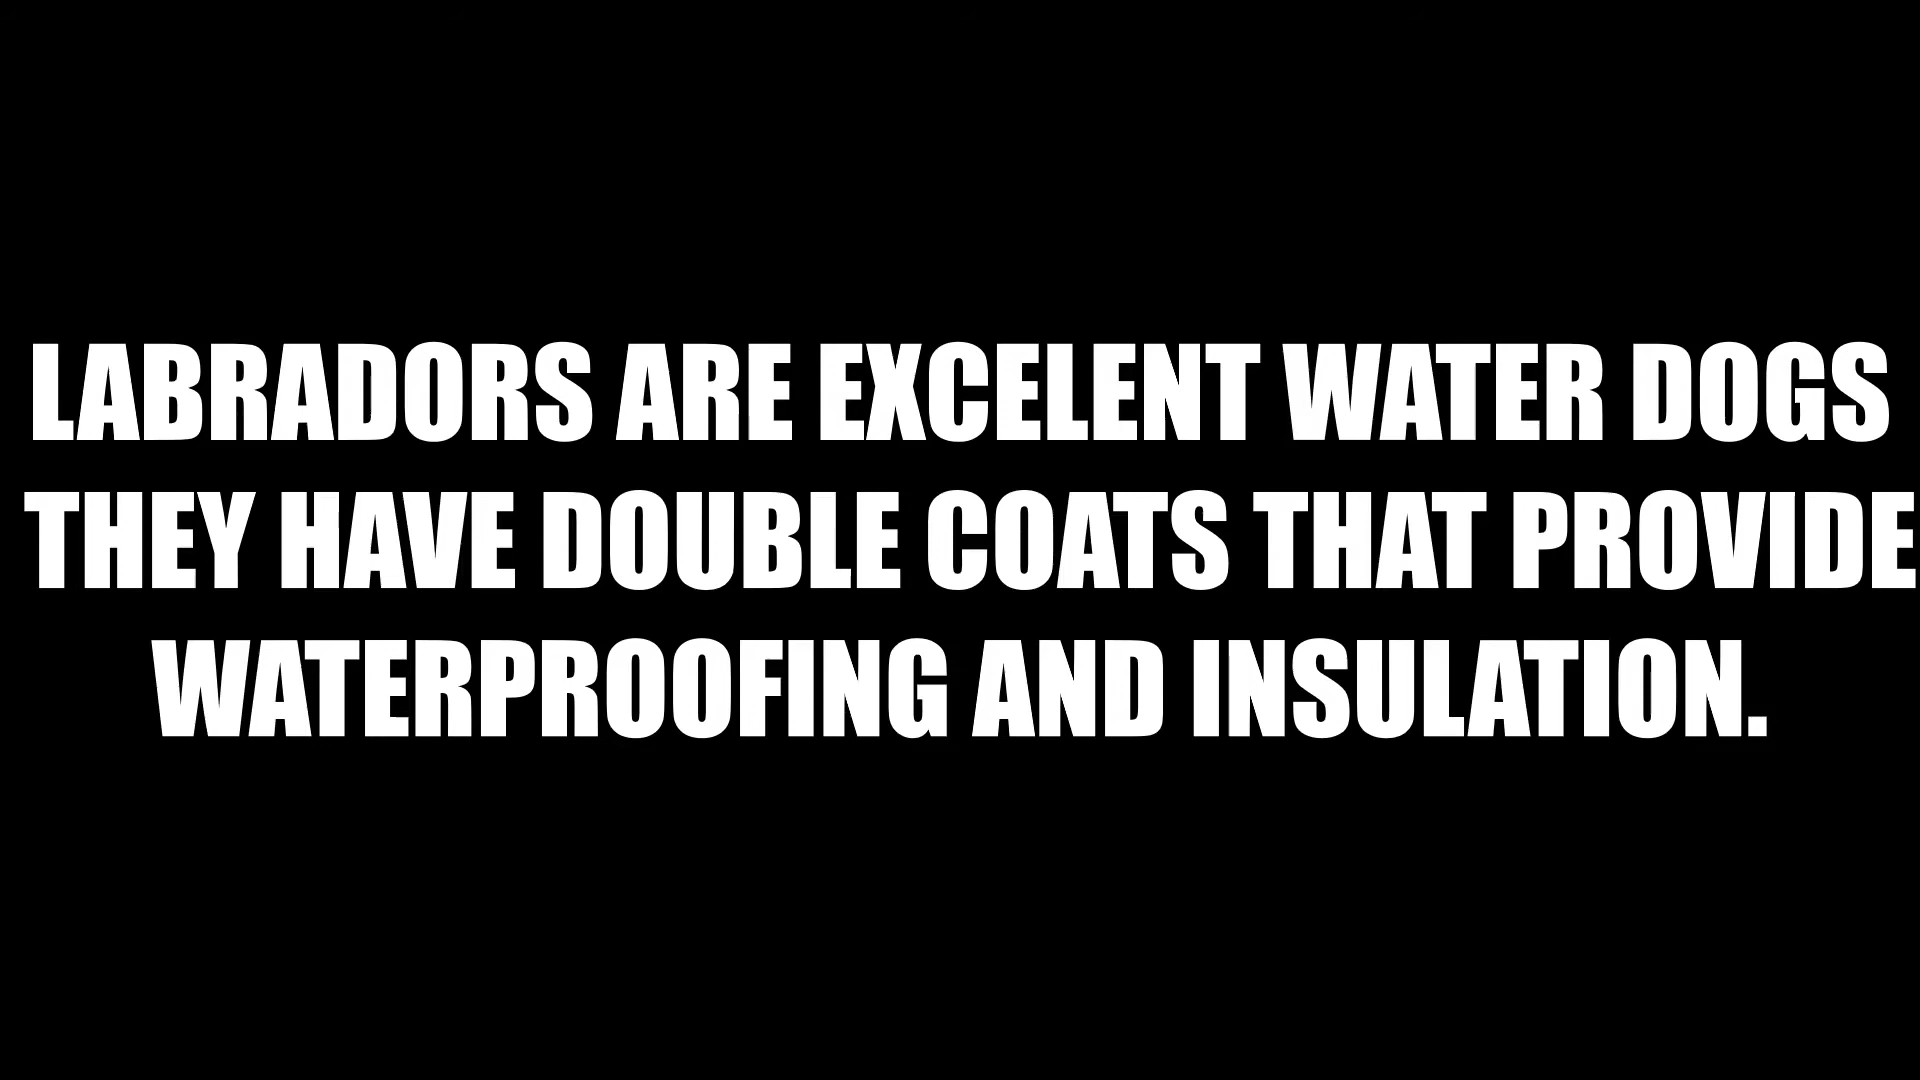 LABRADORS ARE EXCELENT WATER DOGS
THEY HAVE DOUBLE COATS THAT PROVIDE
WATERPROOFING AND INSULATION.